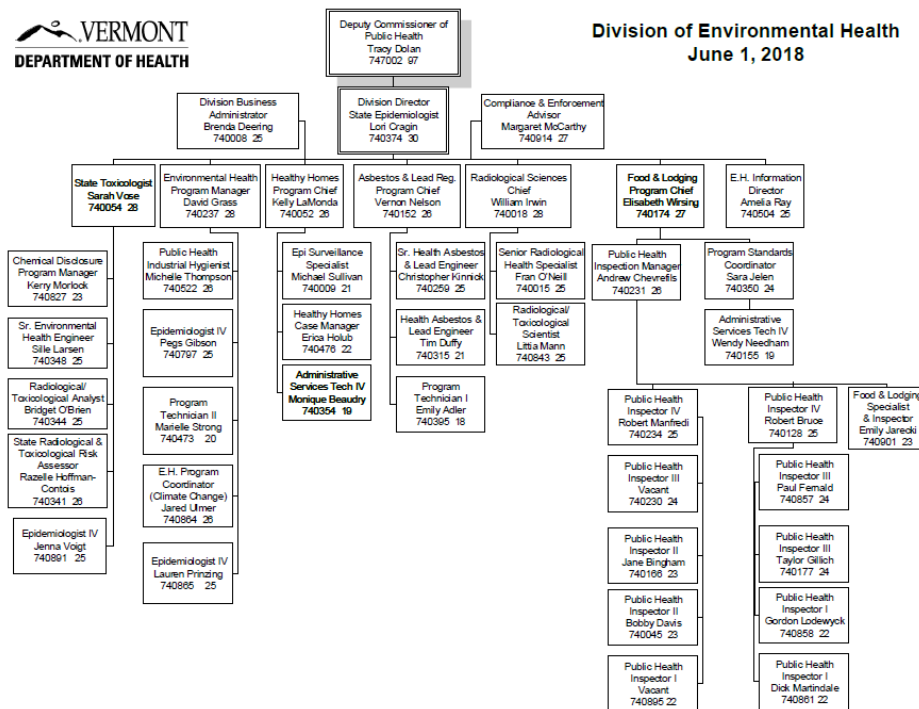 VERMONT
DEPARTMENT OF HEALTH
Division of Environmental Health
June 1, 2018
Deputy Commissioner of
Public Health
Tracy Dolan
747002 97
Division Business
Administrator
Brenda Deering
740008 25
Division Director
State Epidemiologist
Lori Cragin
740374 30
Compliance & Enforcement
Advisor
Margaret McCarthy
740914 27
State Toxicologist
Sarah Vose
740054 28
Environmental Health
Program Manager
David Grass
740237 28
Healthy Homes
Program Chief
Kelly LaMonda
740052 26
Asbestos & Lead Reg.
Program Chief
Vernon Nelson
740152 26
Radiological Sciences
Chief
William Irwin
740018 28
Food & Lodging
Program Chief
Elisabeth Wirsing
740174 27
E.H. Information
Director
Amelia Ray
740504 25
Chemical Disclosure
Program Manager
Kerry Morlock
740827 23
Sr. Environmental
Health Engineer
Sille Larsen
740348 25
Radiological/
Toxicological Analyst
Bridget O'Brien
740344 25
State Radiological &
Toxicological Risk
Assessor
Razelle Hoffman-
Contois
740341 26
Epidemiologist IV
Jenna Voigt
740891 25
Public Health
Industrial Hygienist
Michelle Thompson
740522 26
Epidemiologist IV
Pegs Gibson
740797 25
Program
Technician II
Marielle Strong
740473 20
E.H. Program
Coordinator
(Climate Change)
Jared Ulmer
740864 26
Epidemiologist IV
Lauren Prinzing
740865 25
Epi Surveillance
Specialist
Michael Sullivan
740009 21
Healthy Homes
Case Manager
Erica Holub
740476 22
Administrative
Services Tech IV
Monique Beaudry
740354 19
Sr. Health Asbestos
& Lead Engineer
Christopher Kinnick
740259 25
Health Asbestos &
Lead Engineer
Tim Duffy
740315 21
Program
Technician I
Emily Adler
740395 18
Senior Radiological
Health Specialist
Fran O'Neill
740015 25
Radiological/
Toxicological
Scientist
Littia Mann
740843 25
Public Health
Inspection Manager
Andrew Chevrefils
740231 26
Program Standards
Coordinator
Sara Jelen
740350 24
Administrative
Services Tech IV
Wendy Needham
740155 19
Public Health
Inspector IV
Robert Manfredi
740234 25
Public Health
Inspector III
Vacant
740230 24
Public Health
Inspector II
Jane Bingham
740166 23
Public Health
Inspector II
Bobby Davis
740045 23
Public Health
Inspector I
Vacant
740895 22
Public Health
Inspector IV
Robert Bruce
740128 25
Public Health
Inspector III
Paul Fernald
740857 24
Public Health
Inspector III
Taylor Gillich
740177 24
Public Health
Inspector I
Gordon Lodewyck
740858 22
Public Health
Inspector I
Dick Martindale
740861 22
Food & Lodging
Specialist
& Inspector
Emily Jarecki
740901 23